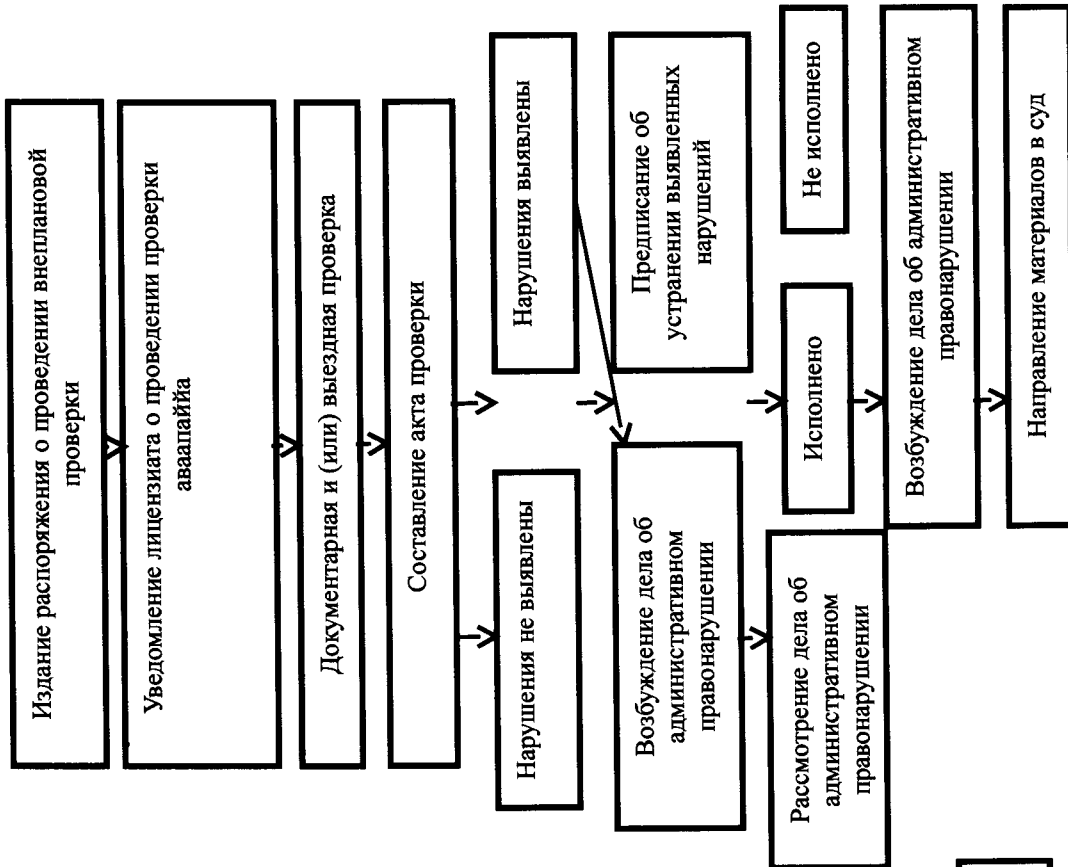 Издание распоряжения о проведении внеплановой
проверки
Уведомление лицензиата о проведении проверки
аваапаййа
Документарная и (или) выездная проверка
Составление акта проверки
Нарушения не выявлены
Нарушения выявлены
Возбуждение дела об
административном
правонарушении
Предписание об
устранении выявленных
нарушений
Рассмотрение дела об
административном
правонарушении
Исполнено
Не исполнено
Возбуждение дела об административном
правонарушении
Направление материалов в суд